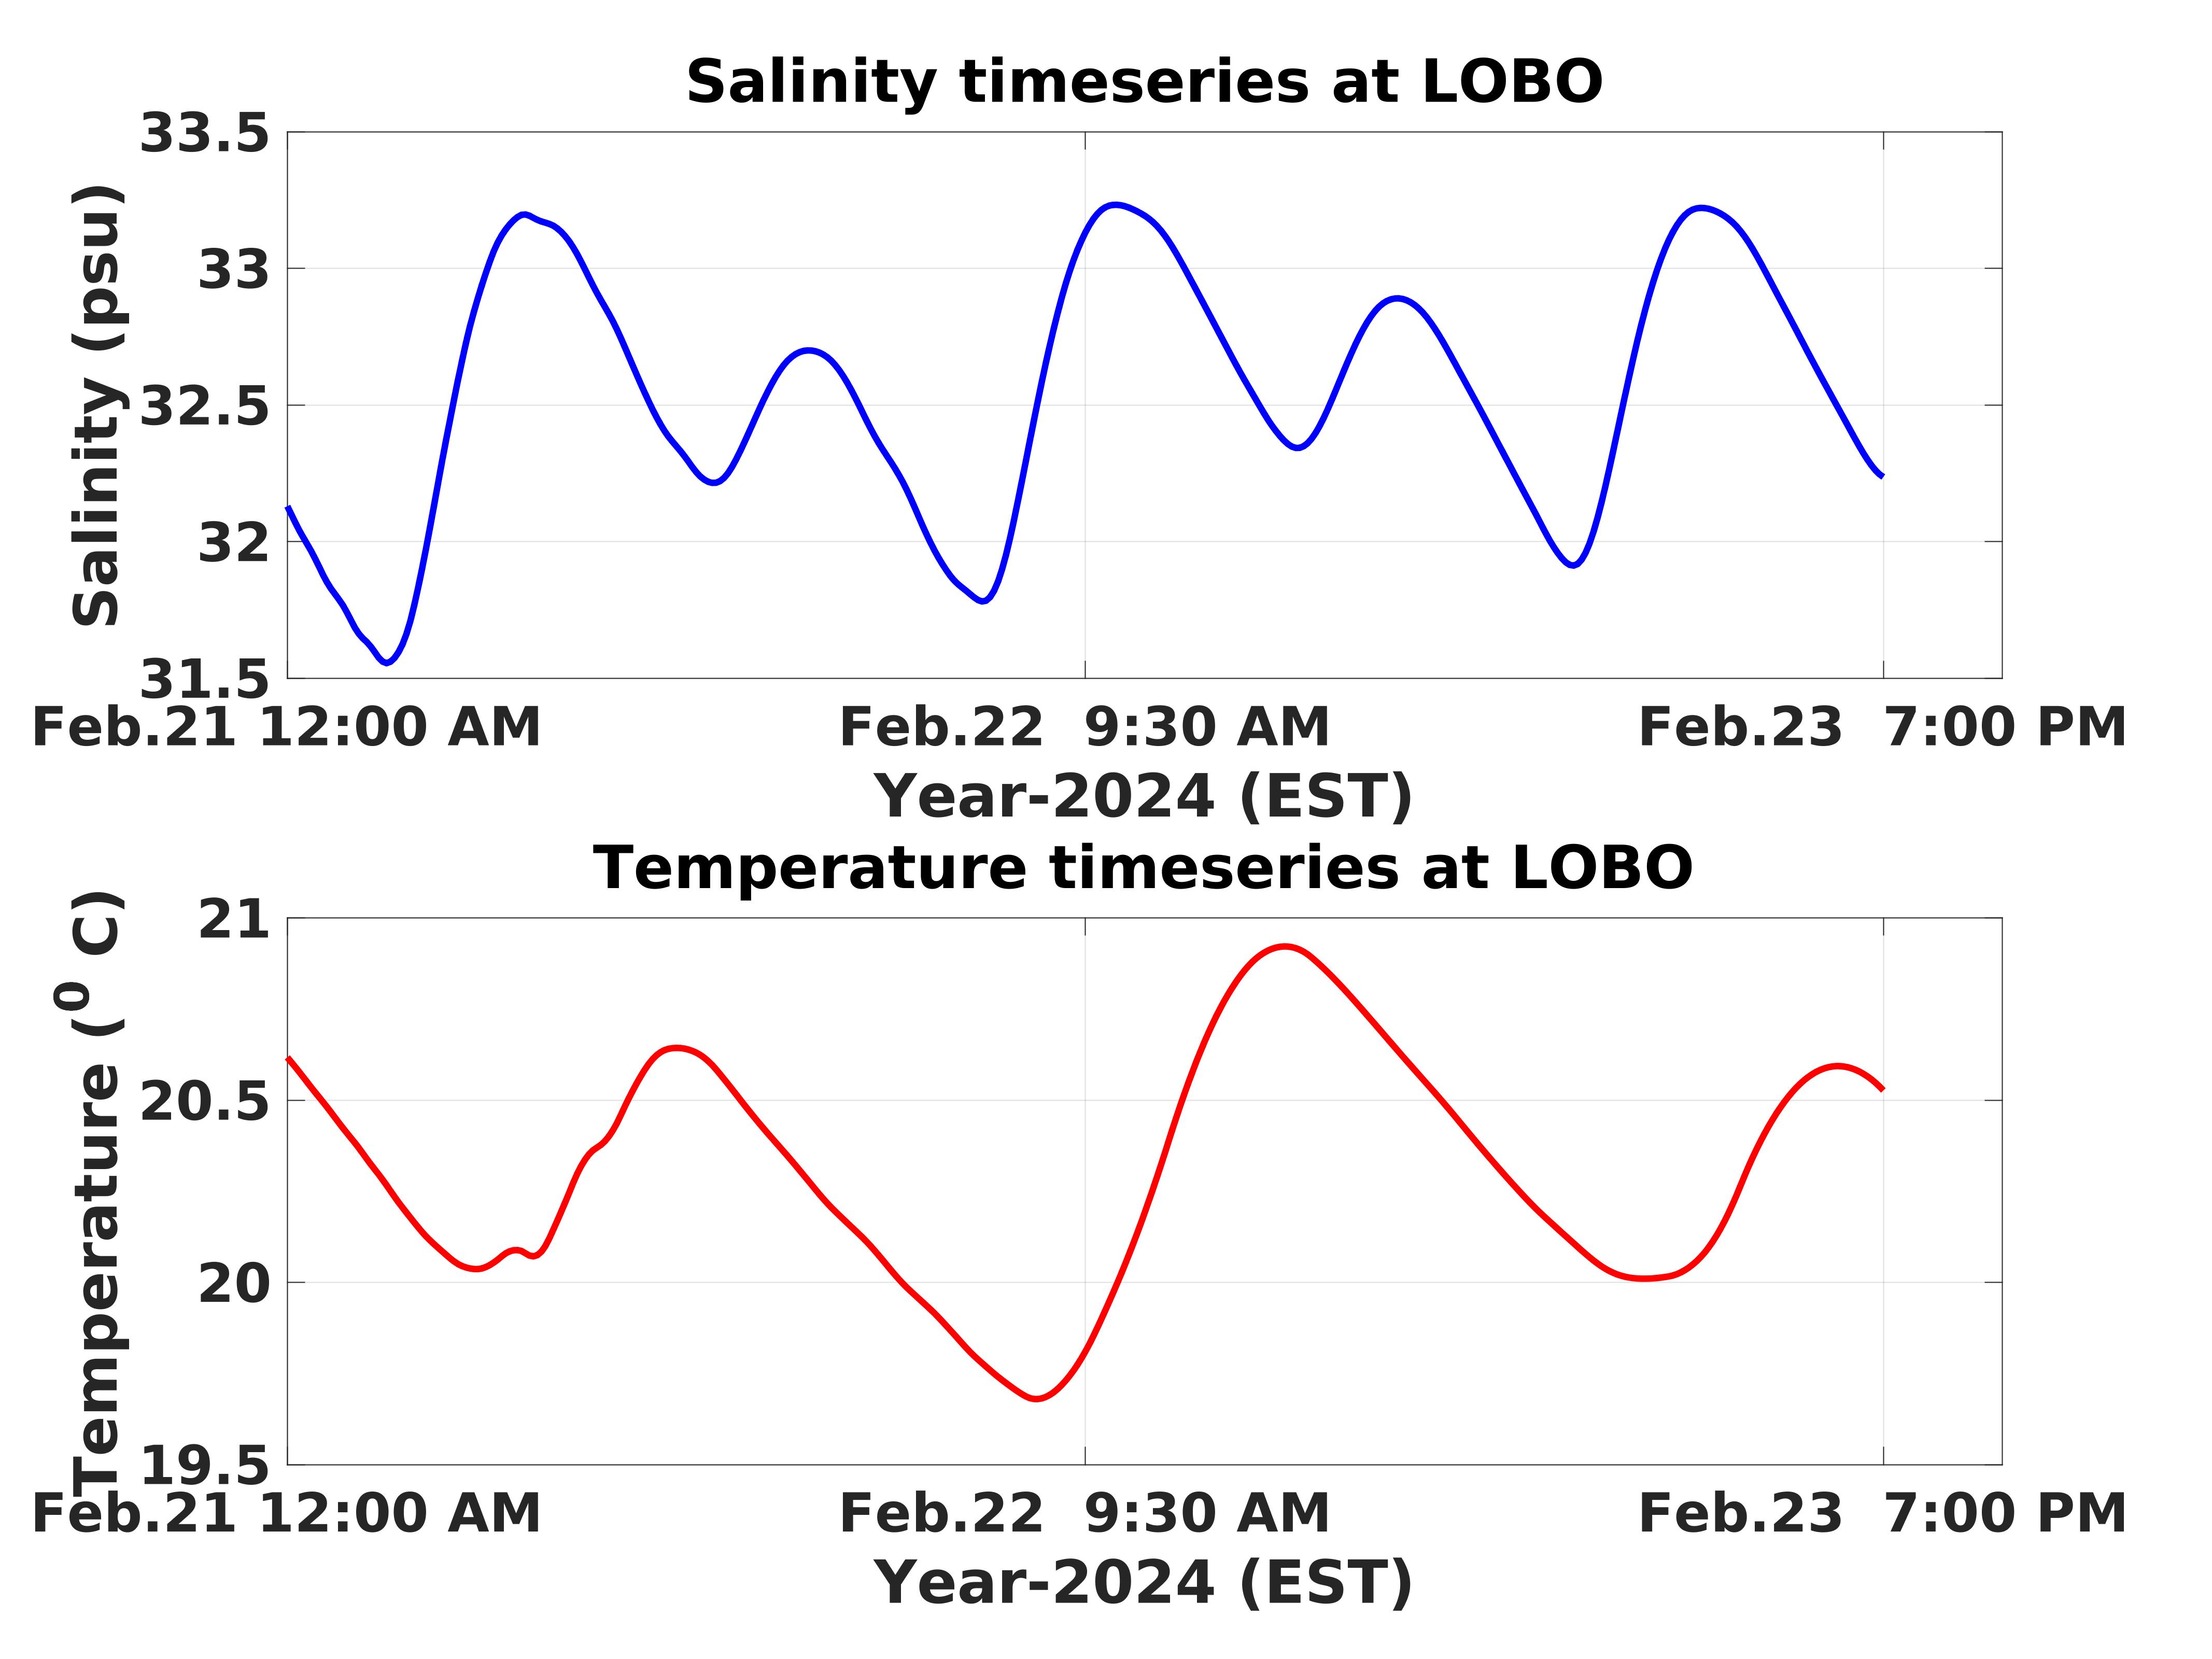 Salinity timeseries at LOBO
Salinity (psu)
33.5
33
32.5
32
31.5
Feb.21 12:00 AM
Feb.22  9:30 AM
Feb.23  7:00 PM
Year-2024 (EST)
Temperature timeseries at LOBO
Temperature (⁰ C)
21
20.5
20
19.5
Feb.21 12:00 AM
Feb.22  9:30 AM
Feb.23  7:00 PM
Year-2024 (EST)